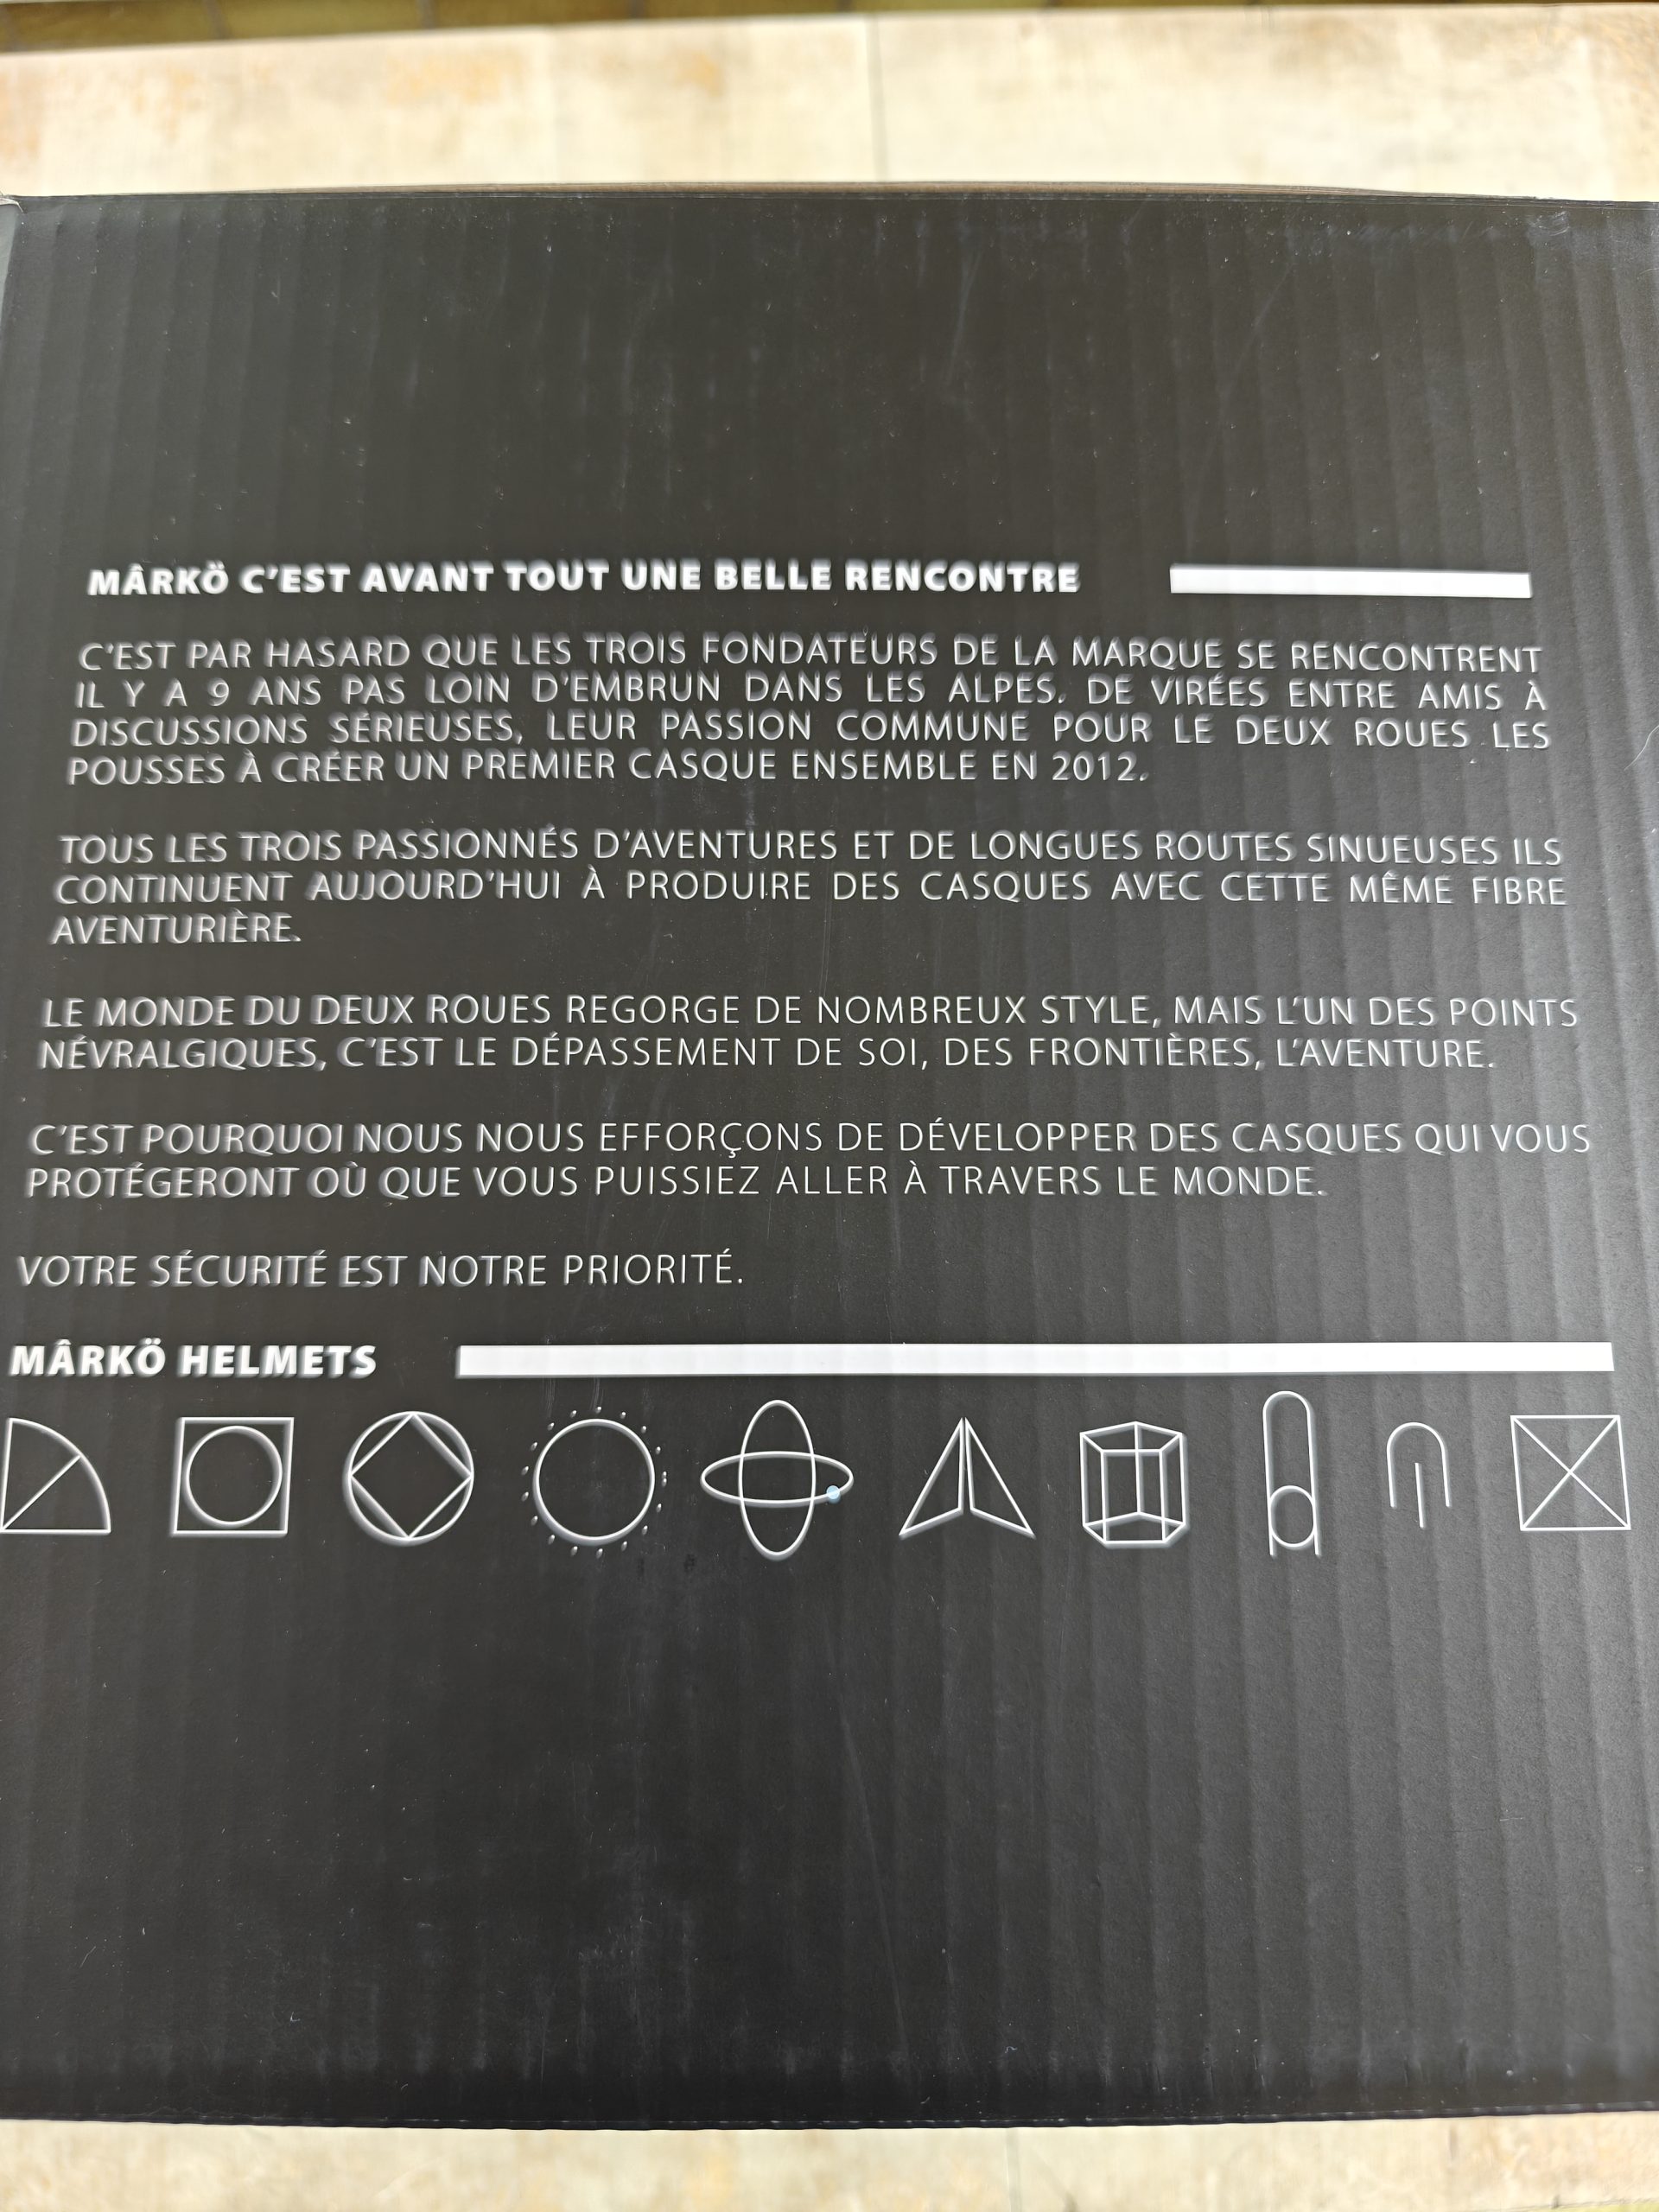 MÂRKÖ C'EST AVANT TOUT UNE BELLE RENCONTRE
C'EST PAR HASARD QUE LES TROIS FONDATEURS DE LA MARQUE SE RENCONTRENT
IL Y A 9 ANS PAS LOIN D'EMBRUN DANS LES ALPES. DE VIRÉES ENTRE AMIS À
DISCUSSIONS SÉRIEUSES, LEUR PASSION COMMUNE POUR LE DEUX ROUES LES
POUSSES À CRÉER UN PREMIER CASQUE ENSEMBLE EN 2012.
TOUS LES TROIS PASSIONNÉS D'AVENTURES ET DE LONGUES ROUTES SINUEUSES ILS
CONTINUENT AUJOURD'HUI À PRODUIRE DES CASQUES AVEC CETTE MÊME FIBRE
AVENTURIÈRE.
LE MONDE DU DEUX ROUES REGORGE DE NOMBREUX STYLE, MAIS L'UN DES POINTS
NÉVRALGIQUES, C'EST LE DÉPASSEMENT DE SOI, DES FRONTIÈRES, L'AVENTURE.
C'EST POURQUOI NOUS NOUS EFFORÇONS DE DÉVELOPPER DES CASQUES QUI VOUS
PROTÉGERONT OÙ QUE VOUS PUISSIEZ ALLER À TRAVERS LE MONDE.
VOTRE SÉCURITÉ EST NOTRE PRIORITÉ.
MÂRKÖ HELMETS